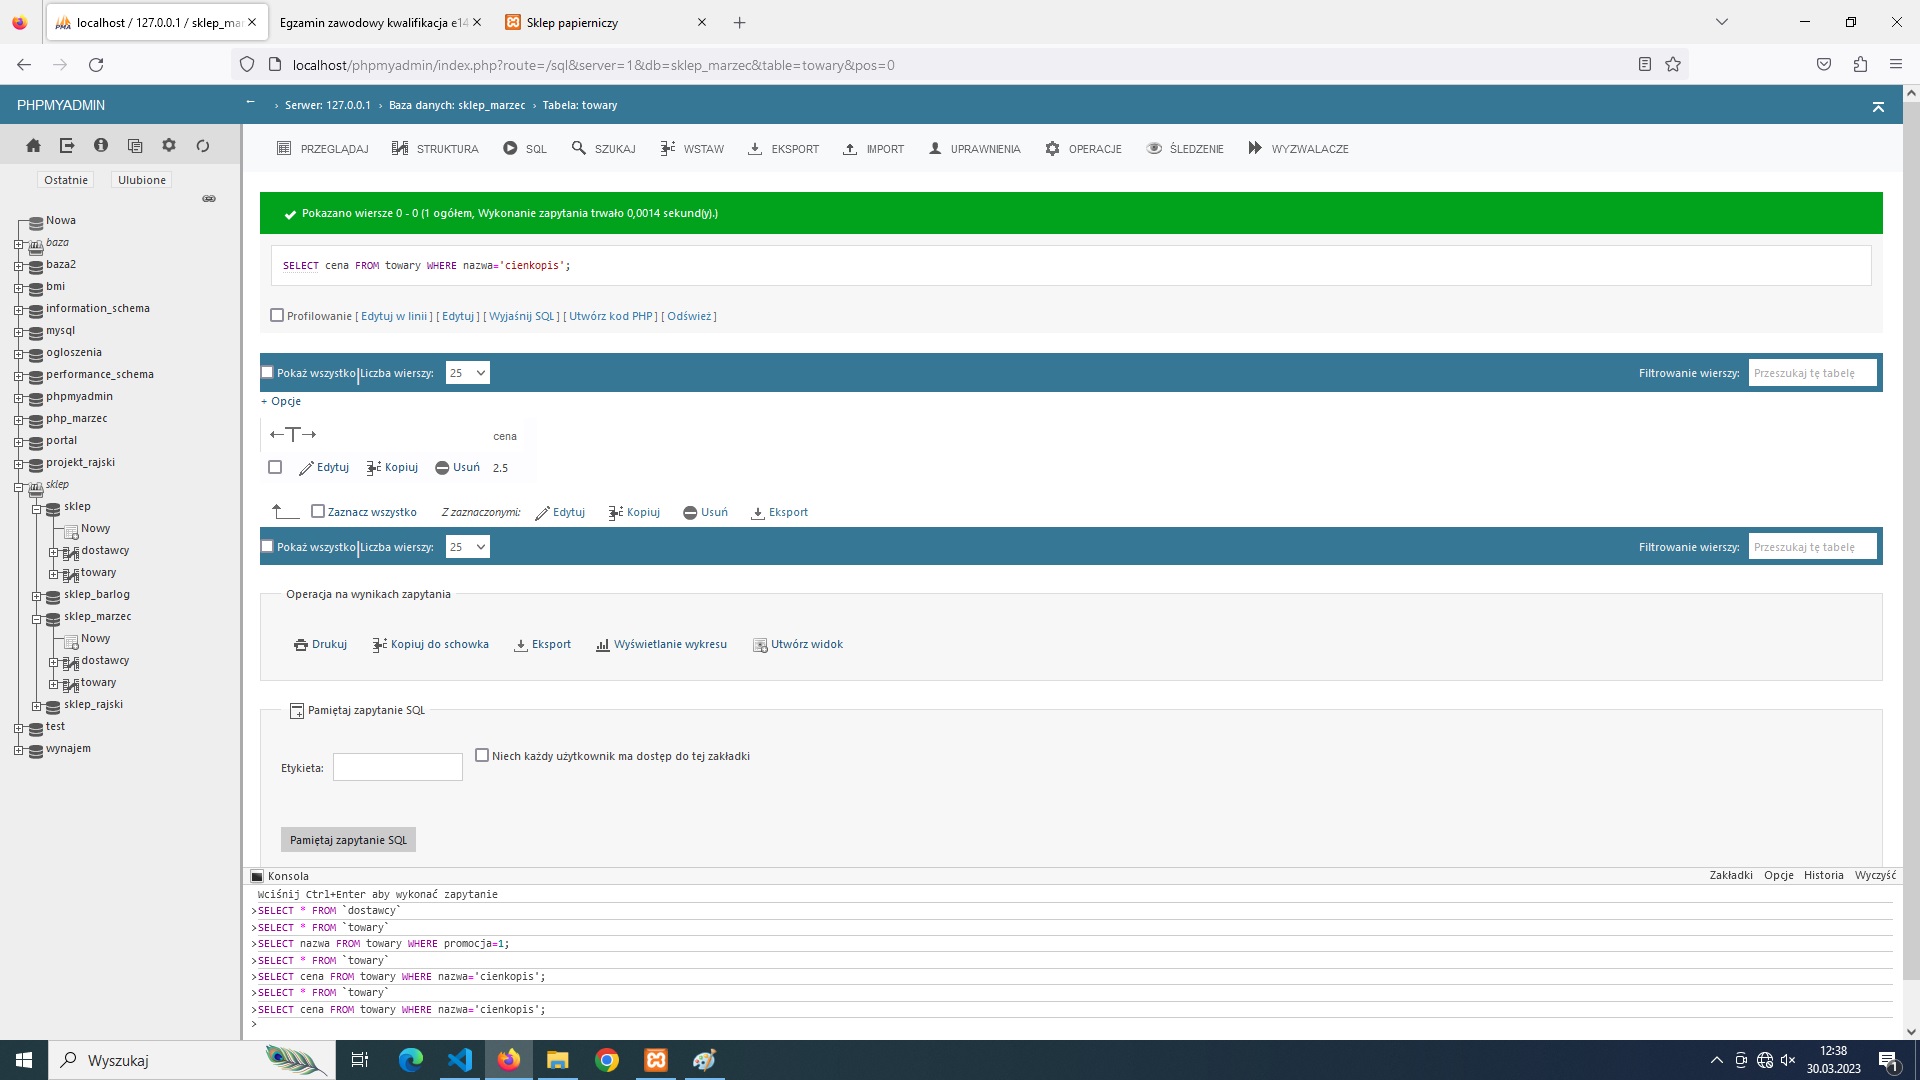 localhost / 127.0.0.1 / sklep_mar
Egzamin zawodowy kwalifikacja e14
Sklep papierniczy
localhost/phpmyadmin/index.php?route=/sql&server=1&db=sklep_marzec&table=towary&pos=0
PHPMYADMIN
Serwer: 127.0.0.1 › Baza danych: sklep_marzec › Tabela: towary
PRZEGLĄDAJ STRUKTURA SQL SZUKAJ WSTAW EKSPORT IMPORT UPRAWNIENIA OPERACJE ŚLEDZENIE WYZWALACZE
Ostatnie Ulubione
Nowa
baza
baza2
bmi
information_schema
mysql
ogloszenia
performance_schema
phpmyadmin
php_marzec
portal
projekt_rajski
sklep
sklep
Nowy
dostawcy
towary
sklep_barlog
sklep_marzec
Nowy
dostawcy
towary
sklep_rajski
test
wynajem
Pokazano wiersze 0 - 0 (1 ogółem, Wykonanie zapytania trwało 0,0014 sekund(y).)
SELECT cena FROM towary WHERE nazwa='cienkopis';
Profilowanie [ Edytuj w linii ] [ Edytuj ] [ Wyjaśnij SQL ] [ Utwórz kod PHP ] [ Odśwież ]
Pokaż wszystko | Liczba wierszy: 25 Filtrowanie wierszy: Przeszukaj tę tabelę
+ Opcje
←T→ cena
Edytuj Kopiuj Usuń 2.5
Zaznacz wszystko Z zaznaczonymi: Edytuj Kopiuj Usuń Eksport
Pokaż wszystko | Liczba wierszy: 25 Filtrowanie wierszy: Przeszukaj tę tabelę
Operacja na wynikach zapytania
Drukuj Kopiuj do schowka Eksport Wyświetlanie wykresu Utwórz widok
Pamiętaj zapytanie SQL
Etykieta: Niech każdy użytkownik ma dostęp do tej zakładki
Pamiętaj zapytanie SQL
Konsola Zakładki Opcje Historia Wyczyść
Wciśnij Ctrl+Enter aby wykonać zapytanie
>SELECT * FROM `dostawcy`
>SELECT * FROM `towary`
>SELECT nazwa FROM towary WHERE promocja=1;
>SELECT * FROM `towary`
>SELECT cena FROM towary WHERE nazwa='cienkopis';
>SELECT * FROM `towary`
>SELECT cena FROM towary WHERE nazwa='cienkopis';
>
Wyszukaj
12:38
30.03.2023
1